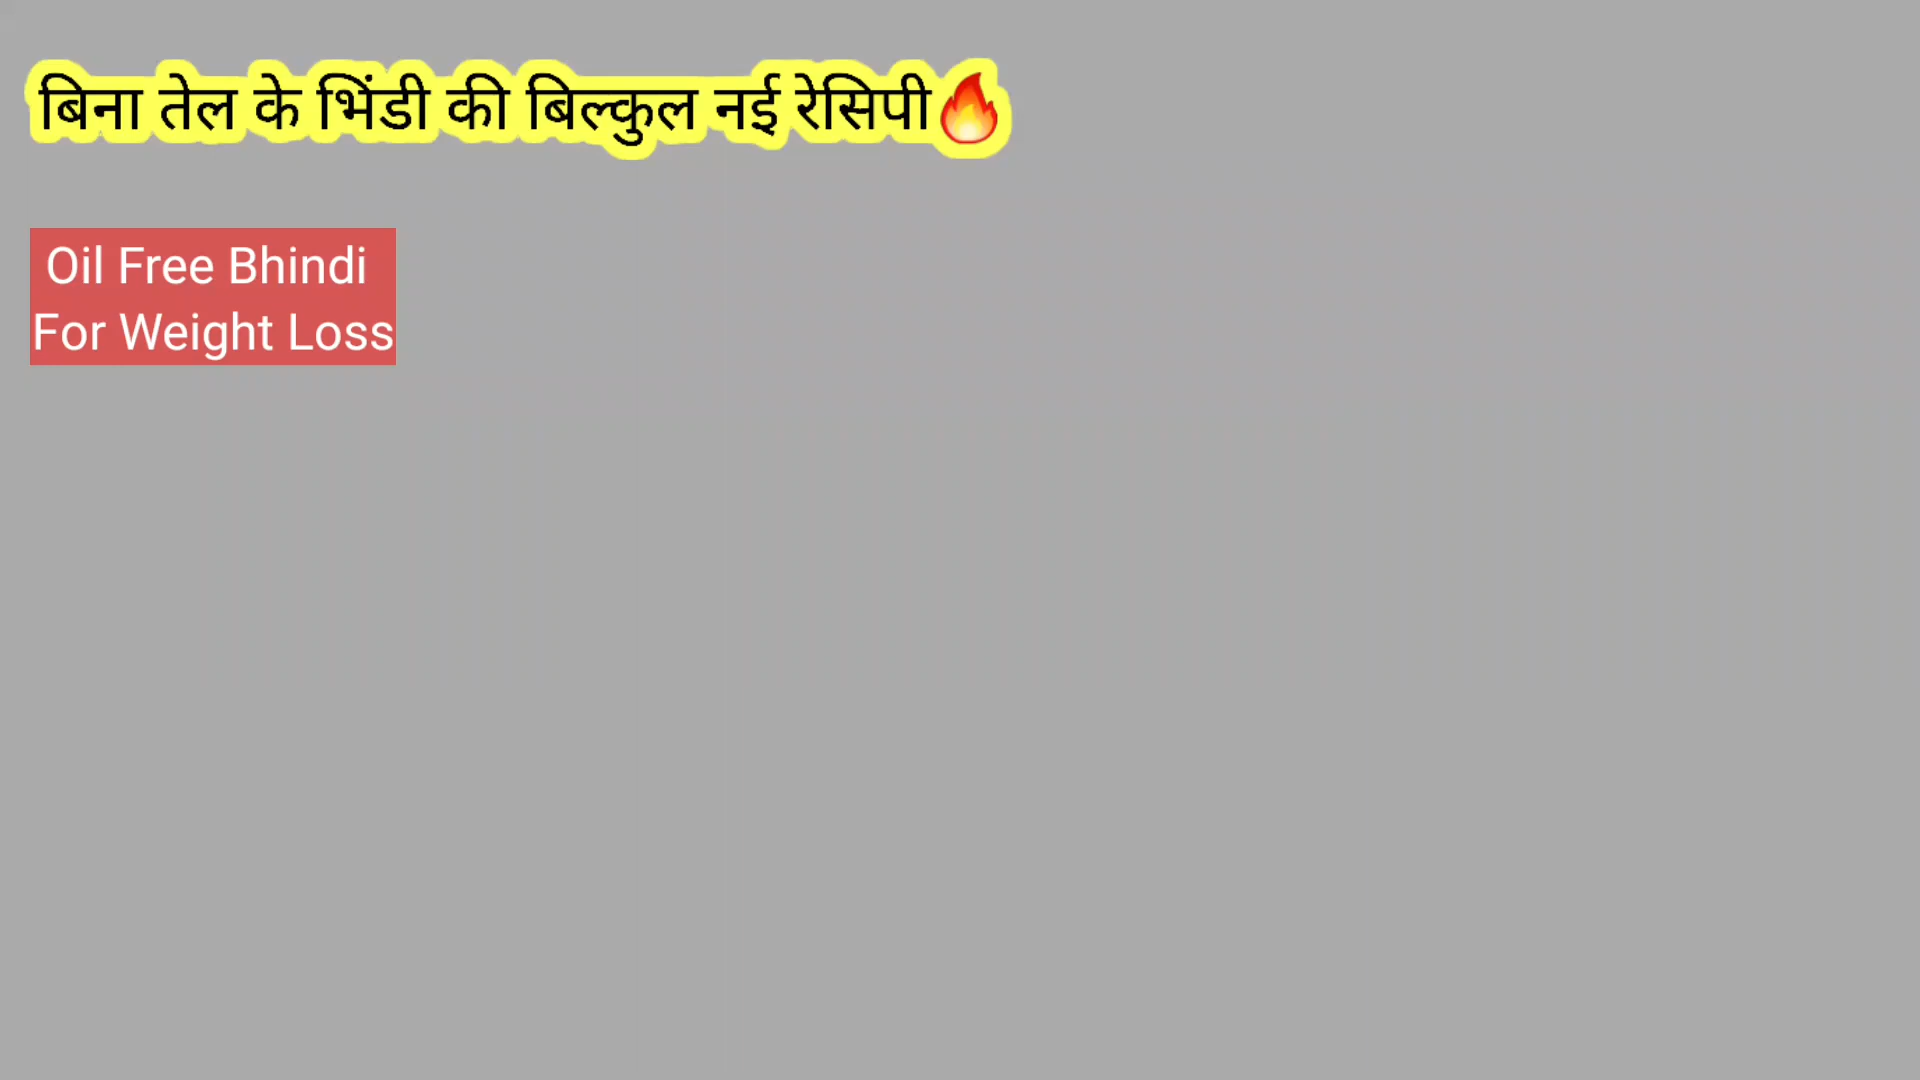 बिना तेल के भिंडी की बिल्कुल नई रेसिपी🔥
Oil Free Bhindi
For Weight Loss